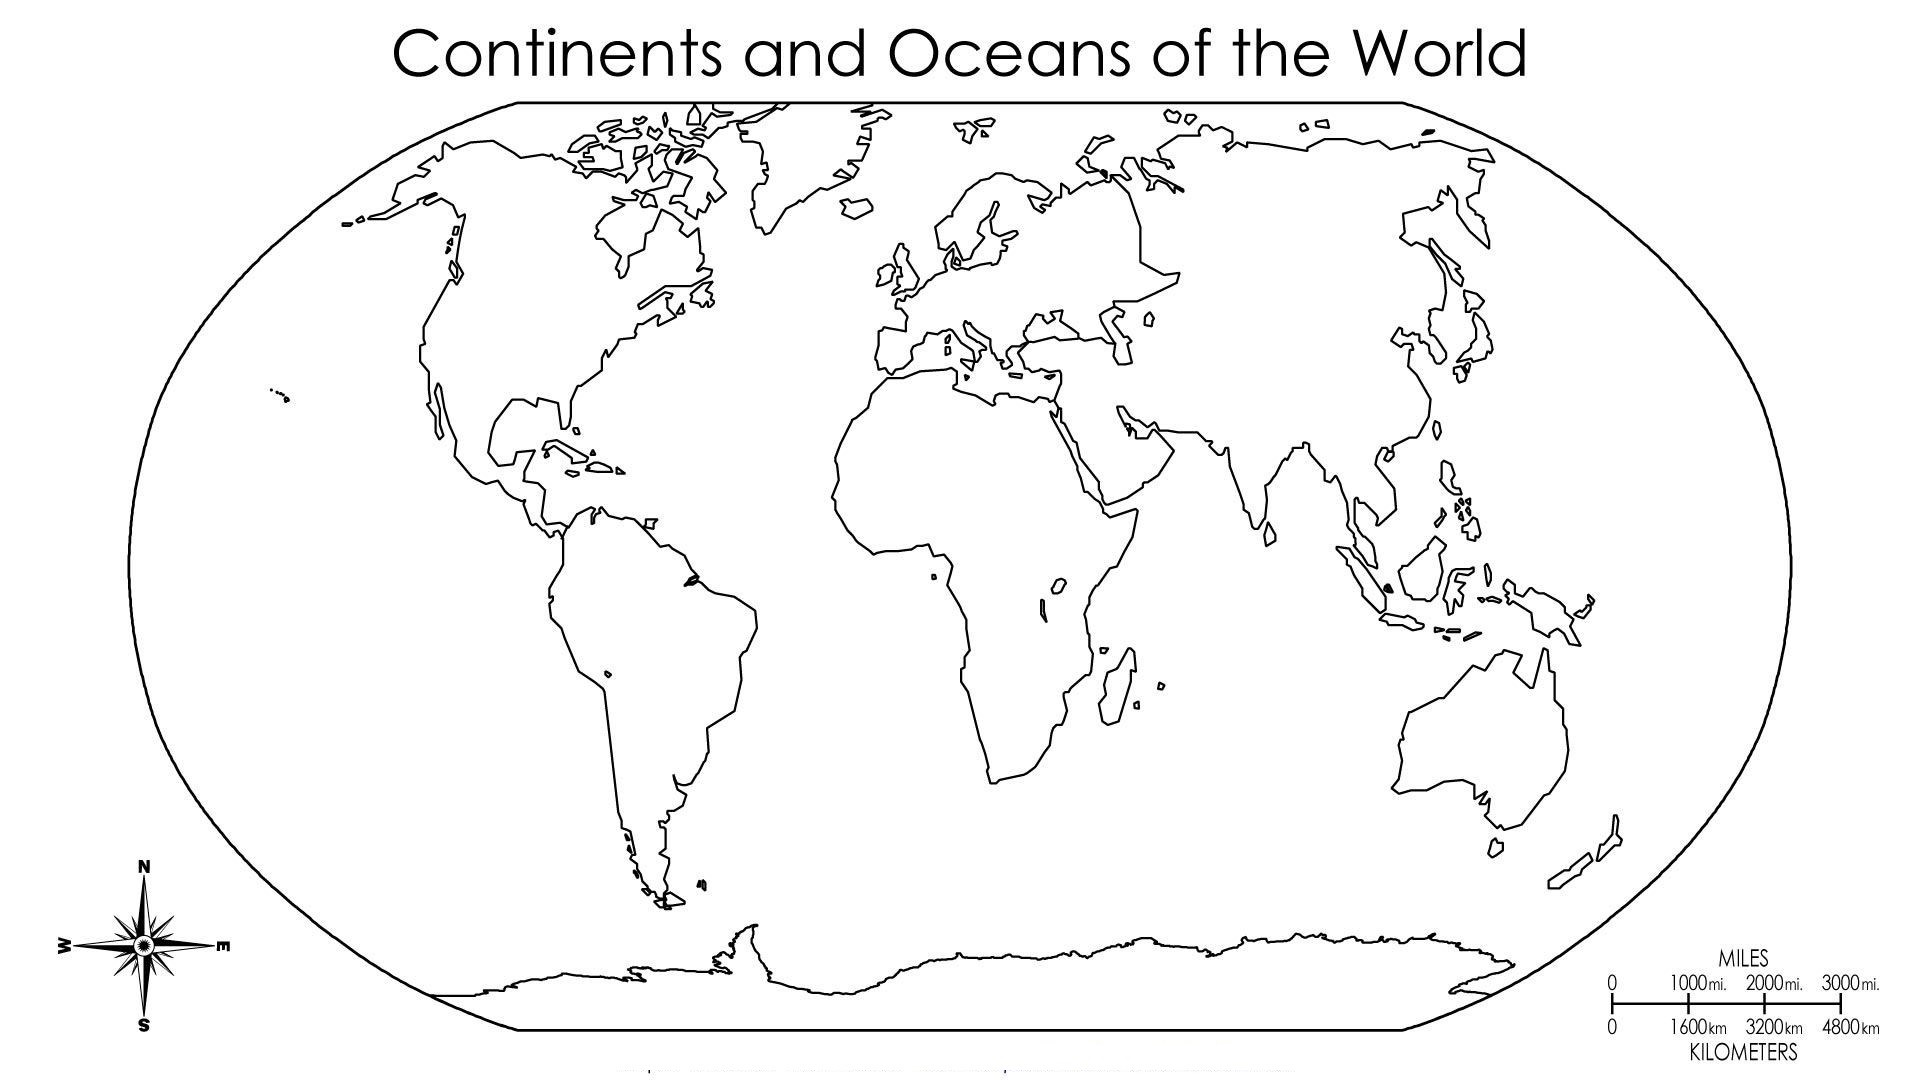 Continents and Oceans of the World
N
W E
S
MILES
0 1000mi. 2000mi. 3000mi.
0 1600km 3200km 4800km
KILOMETERS